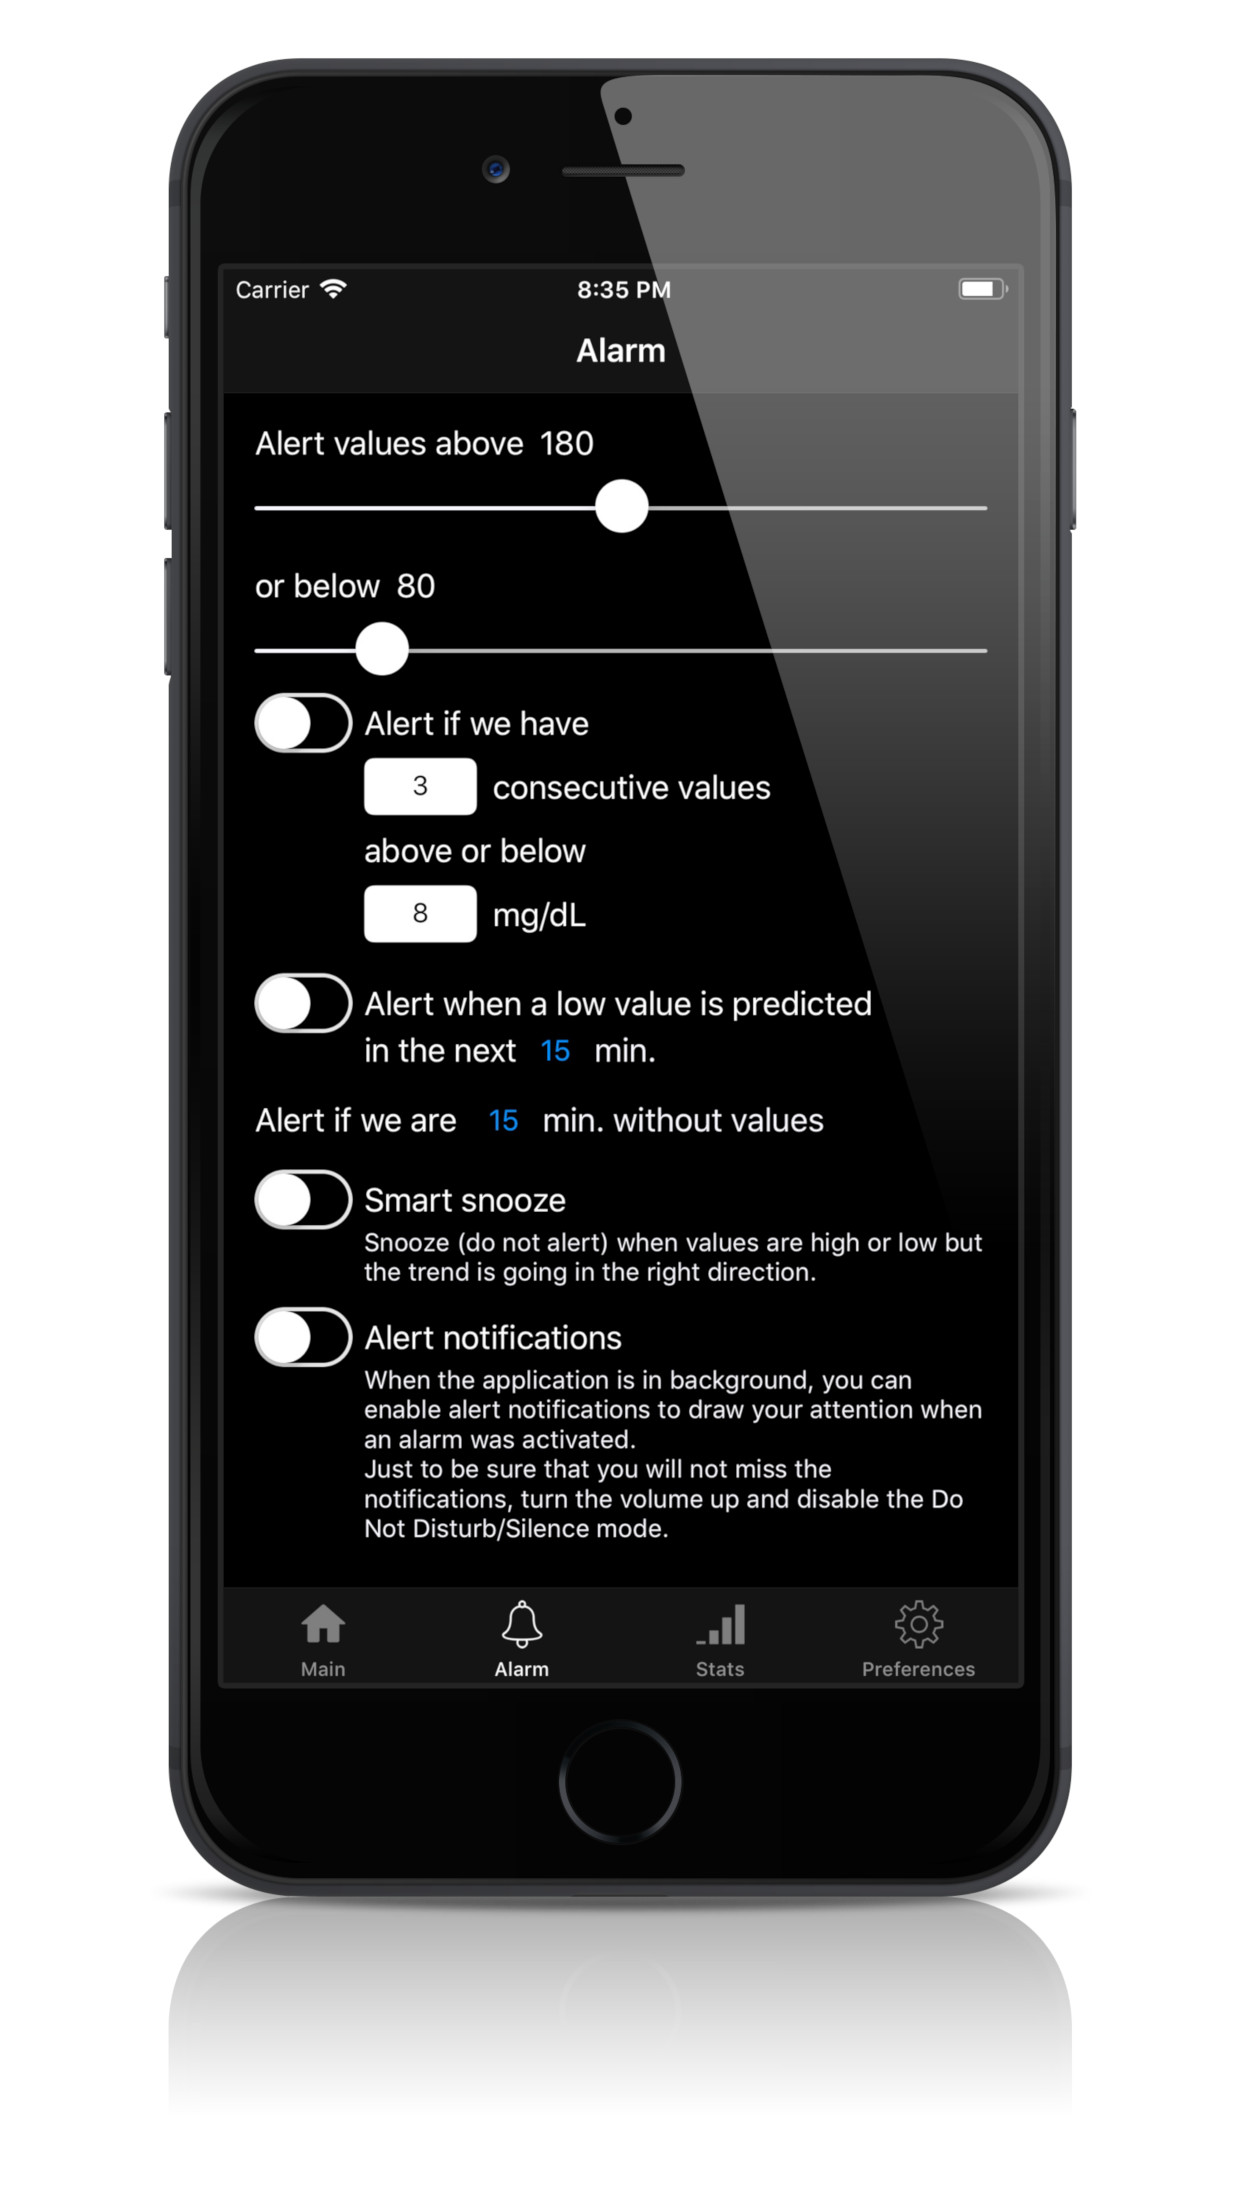 Carrier 8:35 PM
Alarm
Alert values above 180
or below 80
Alert if we have
3 consecutive values
above or below
8 mg/dL
Alert when a low value is predicted
in the next 15 min.
Alert if we are 15 min. without values
Smart snooze
Snooze (do not alert) when values are high or low but
the trend is going in the right direction.
Alert notifications
When the application is in background, you can
enable alert notifications to draw your attention when
an alarm was activated.
Just to be sure that you will not miss the
notifications, turn the volume up and disable the Do
Not Disturb/Silence mode.
Main Alarm Stats Preferences